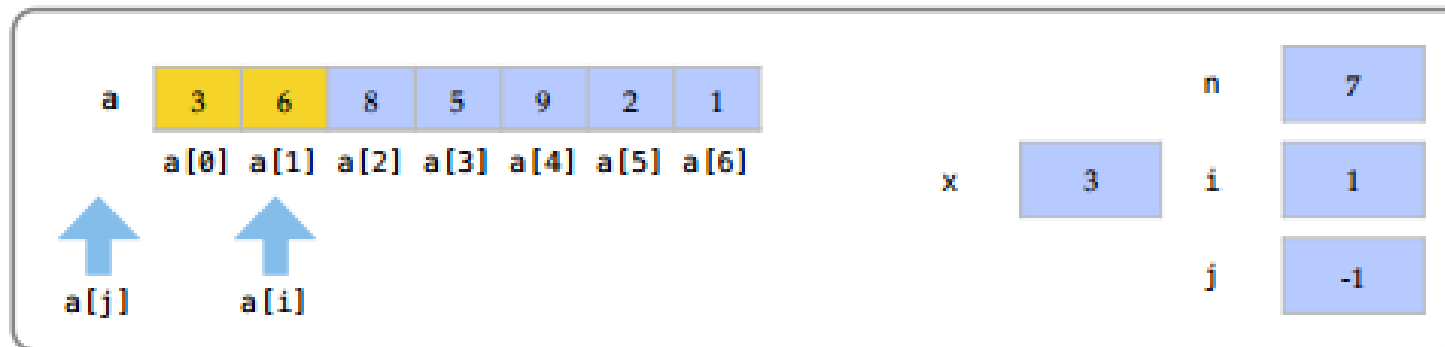 n 7
a 3 6 8 5 9 2 1
a[0] a[1] a[2] a[3] a[4] a[5] a[6]
x 3 i 1
j -1
a[j] a[i]